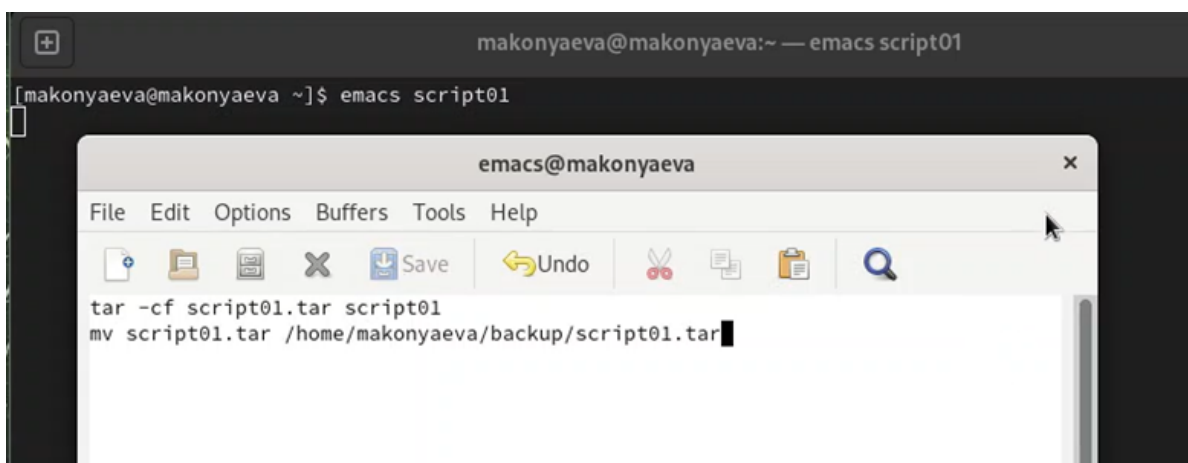 makonyaeva@makonyaeva:~ — emacs script01
[makonyaeva@makonyaeva ~]$ emacs script01
emacs@makonyaeva
File Edit Options Buffers Tools Help
Save Undo
tar -cf script01.tar script01
mv script01.tar /home/makonyaeva/backup/script01.tar